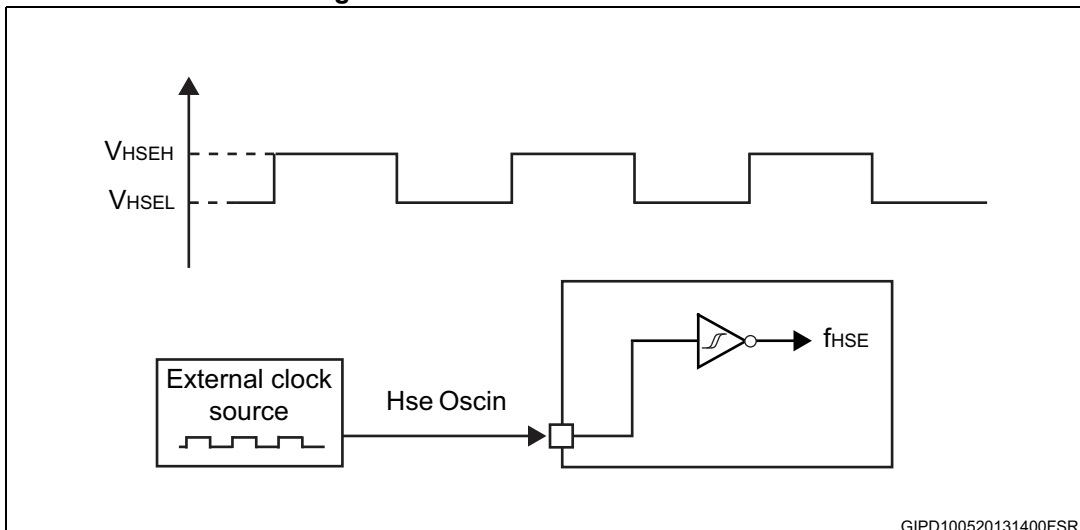 VHSEH
VHSEL
fHSE
External clock
source
Hse Oscin
GIPD100520131400FSR